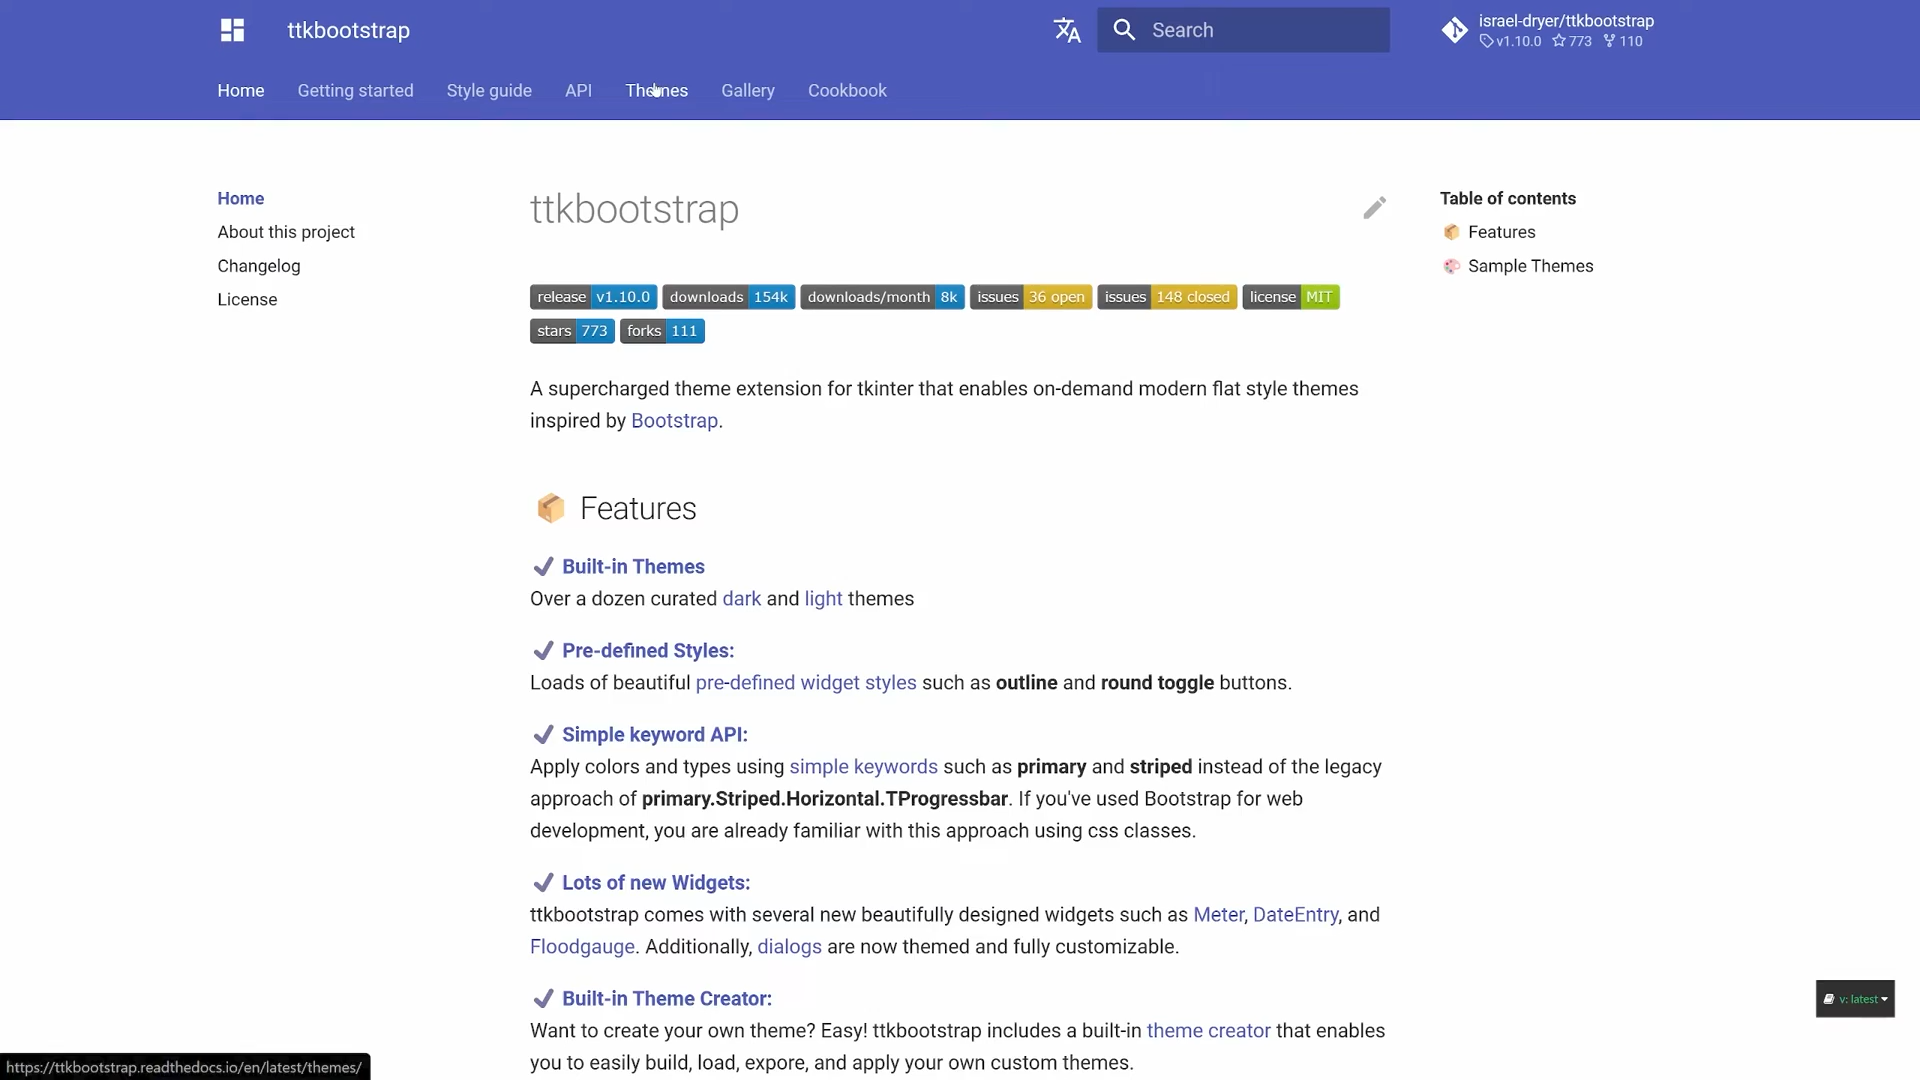 ttkbootstrap
Search
israel-dryer/ttkbootstrap
v1.10.0 773 110
Home Getting started Style guide API Themes Gallery Cookbook
Home
About this project
Changelog
License
ttkbootstrap
release v1.10.0 downloads 154k downloads/month 8k issues 36 open issues 148 closed license MIT
stars 773 forks 111
A supercharged theme extension for tkinter that enables on-demand modern flat style themes
inspired by Bootstrap.
Features
Built-in Themes
Over a dozen curated dark and light themes
Pre-defined Styles:
Loads of beautiful pre-defined widget styles such as outline and round toggle buttons.
Simple keyword API:
Apply colors and types using simple keywords such as primary and striped instead of the legacy
approach of primary.Striped.Horizontal.TProgressbar. If you've used Bootstrap for web
development, you are already familiar with this approach using css classes.
Lots of new Widgets:
ttkbootstrap comes with several new beautifully designed widgets such as Meter, DateEntry, and
Floodgauge. Additionally, dialogs are now themed and fully customizable.
Built-in Theme Creator:
Want to create your own theme? Easy! ttkbootstrap includes a built-in theme creator that enables
you to easily build, load, expore, and apply your own custom themes.
Table of contents
Features
Sample Themes
v: latest
https://ttkbootstrap.readthedocs.io/en/latest/themes/